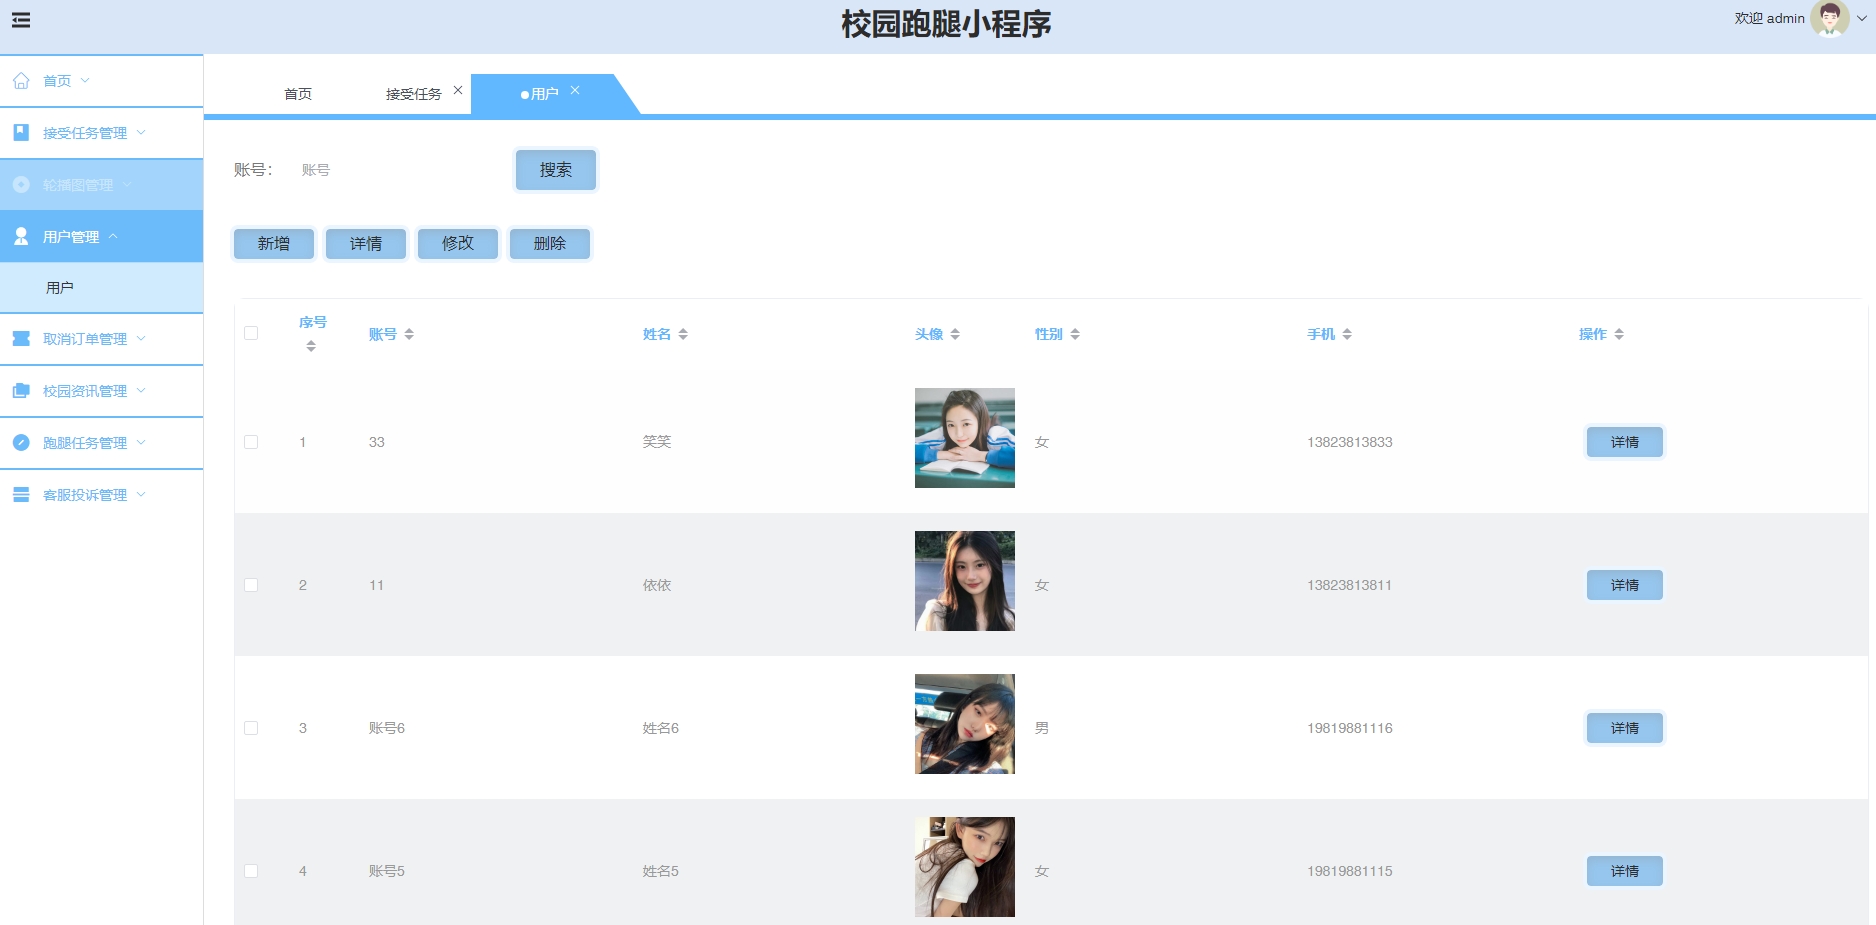 校园跑腿小程序
欢迎 admin
首页
接受任务管理
轮播图管理
用户管理
用户
取消订单管理
校园资讯管理
跑腿任务管理
客服投诉管理
首页 接受任务 用户
账号： 账号 搜索
新增 详情 修改 删除
序号 账号 姓名 头像 性别 手机 操作
1 33 笑笑 女 13823813833 详情
2 11 依依 女 13823813811 详情
3 账号6 姓名6 男 19819881116 详情
4 账号5 姓名5 女 19819881115 详情